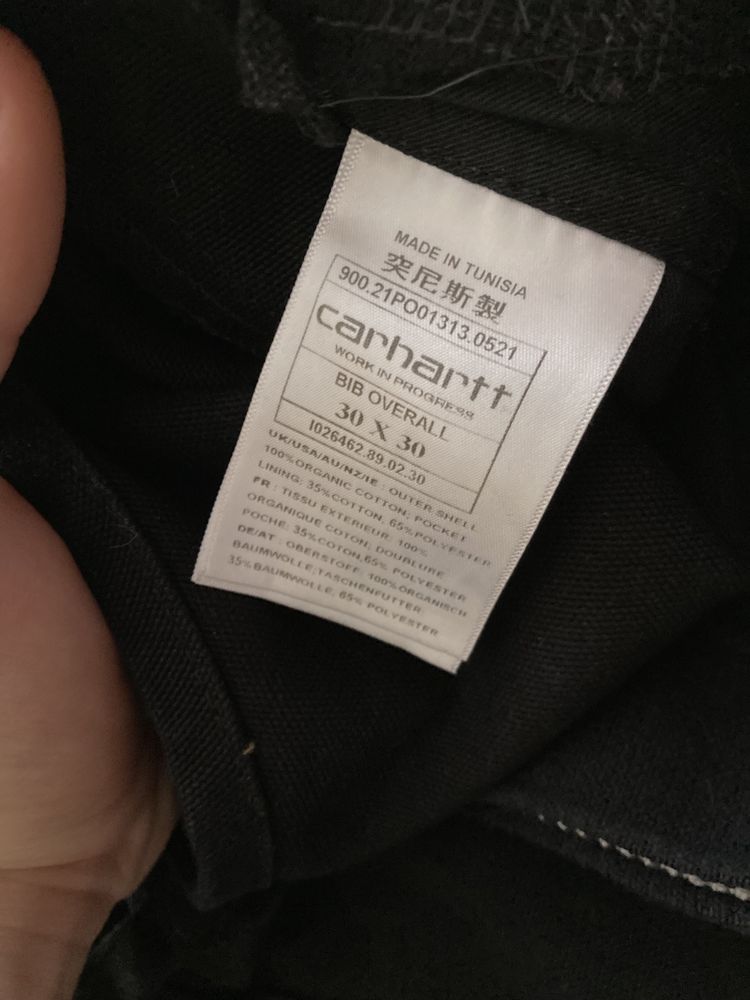 MADE IN TUNISIA
突尼斯製
900.21PO01313.0521
carhartt
WORK IN PROGRESS
BIB OVERALL
30 X 30
I026462.89.02.30
UK/USA/AU/NZ/IE : OUTER SHELL
100%ORGANIC COTTON; POCKET
LINING: 35%COTTON, 65%POLYESTER
FR : TISSU EXTERIEUR: 100%
ORGANIQUE COTON; DOUBLURE
POCHE: 35%COTON,65% POLYESTER
DE/AT : OBERSTOFF: 100%ORGANISCH
BAUMWOLLE;TASCHENFUTTER:
35%BAUMWOLLE, 65% POLYESTER